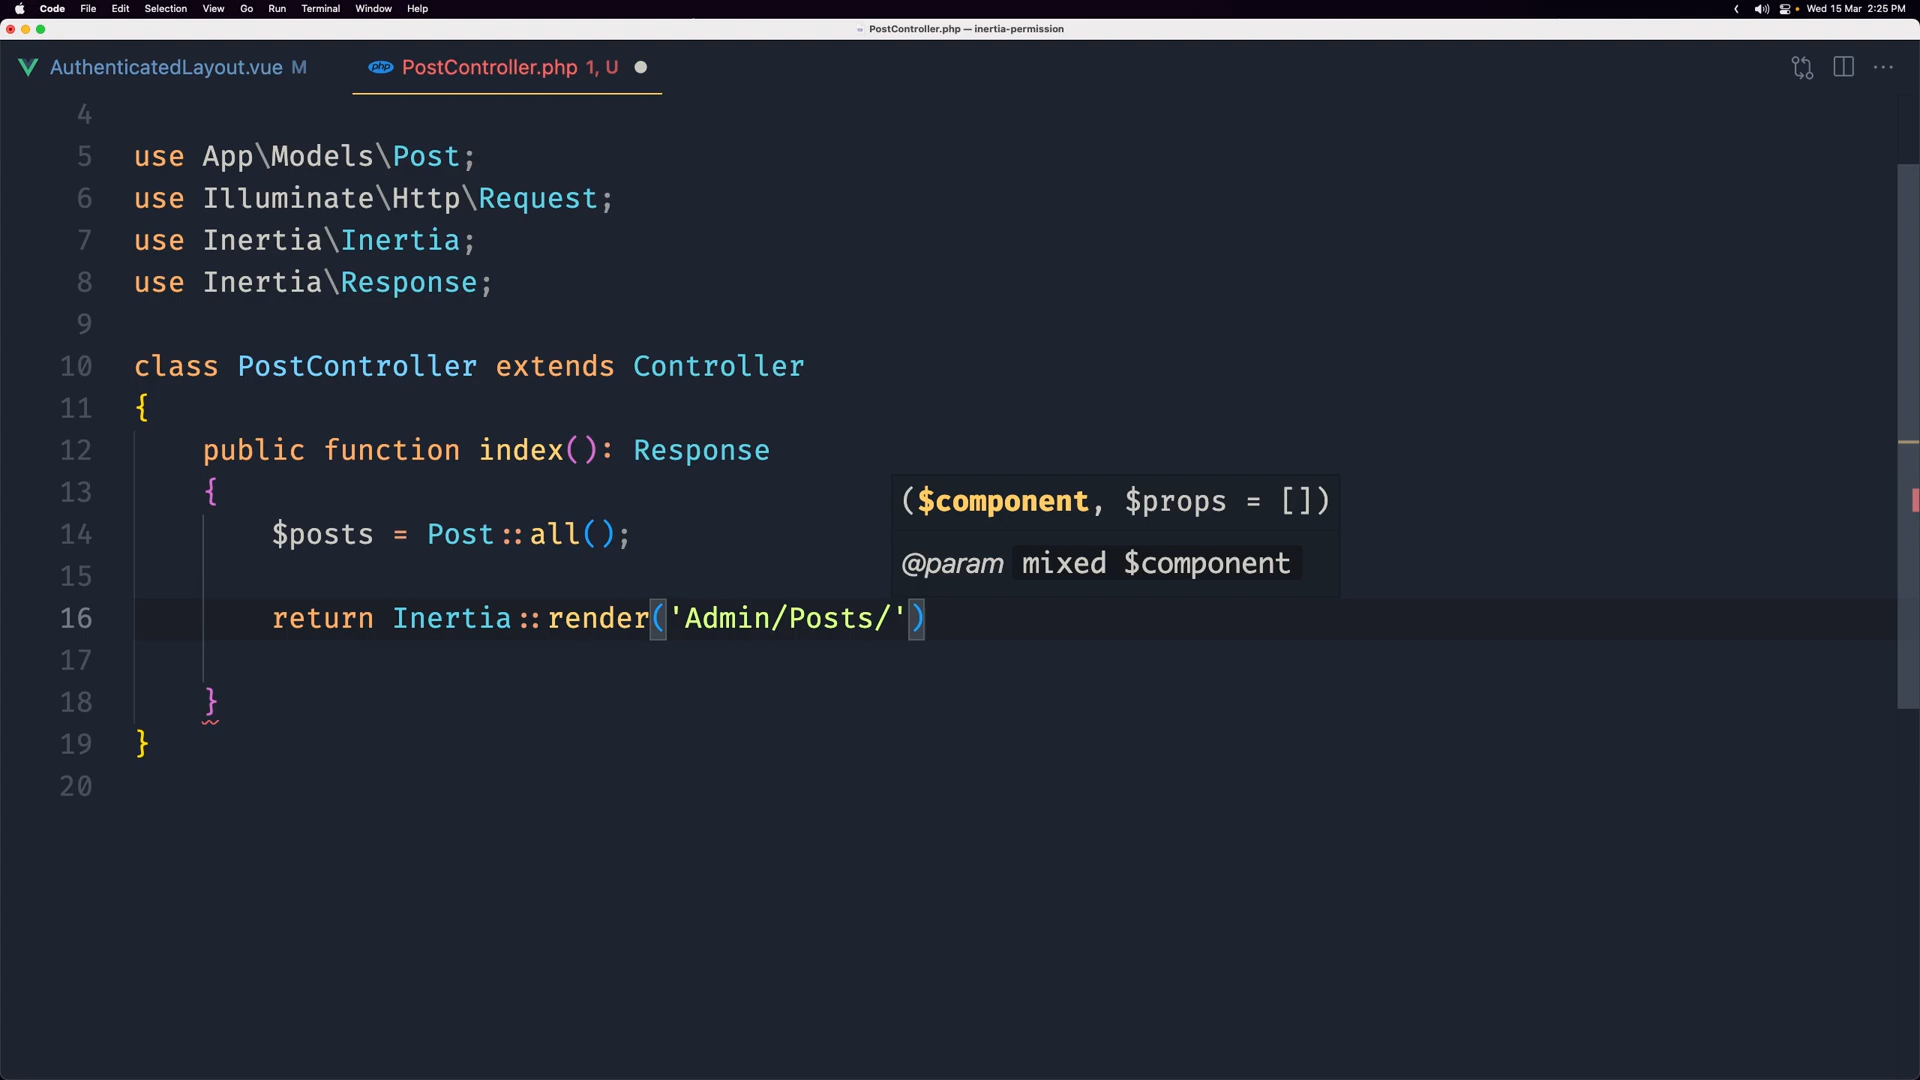 Code File Edit Selection View Go Run Terminal Window Help
Wed 15 Mar 2:25 PM
PostController.php — inertia-permission
AuthenticatedLayout.vue M
php PostController.php 1, U
4
5 use App\Models\Post;
6 use Illuminate\Http\Request;
7 use Inertia\Inertia;
8 use Inertia\Response;
9
10 class PostController extends Controller
11 {
12 public function index(): Response
13 {
($component, $props = [])
14 $posts = Post::all();
@param mixed $component
15
16 return Inertia::render('Admin/Posts/')
17
18 }
19 }
20